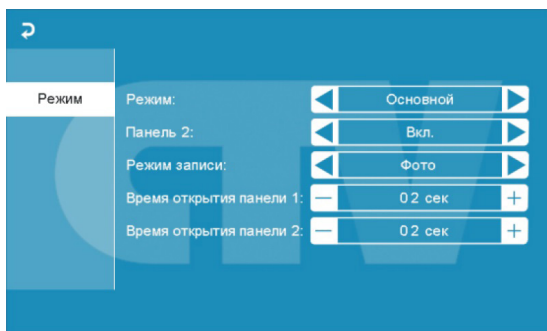 Режим
Режим: Основной
Панель 2: Вкл.
Режим записи: Фото
Время открытия панели 1: — 02 сек +
Время открытия панели 2: — 02 сек +